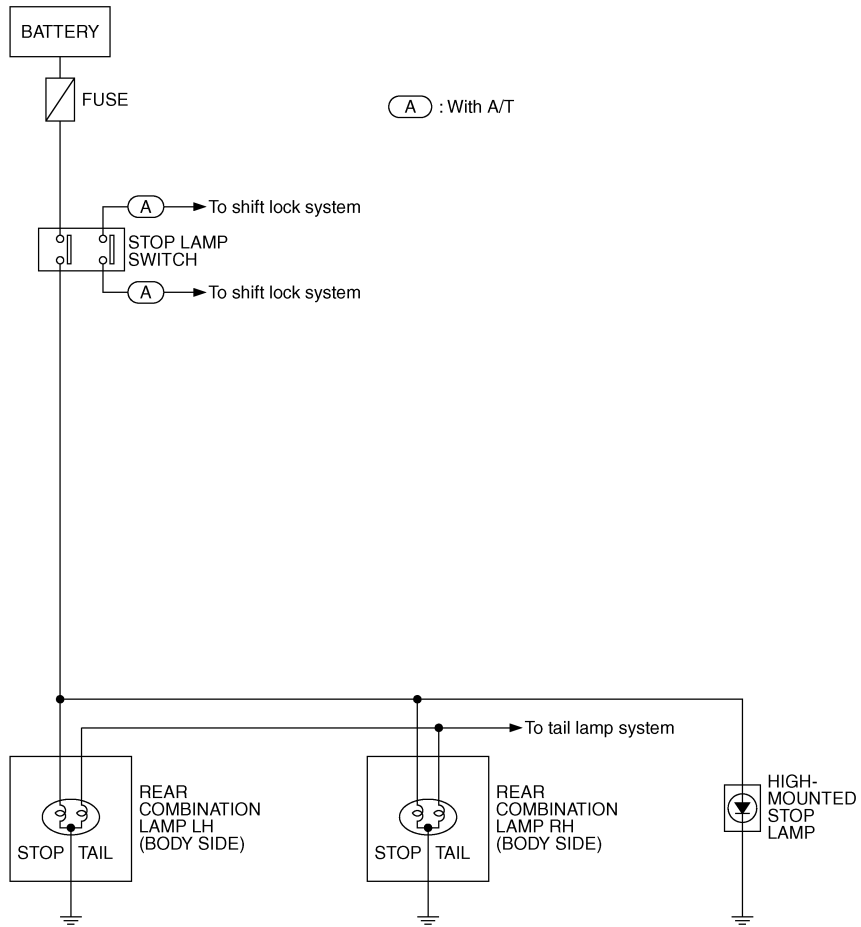 BATTERY
FUSE
A : With A/T
A To shift lock system
STOP LAMP
SWITCH
A To shift lock system
To tail lamp system
REAR
COMBINATION
LAMP LH
(BODY SIDE)
STOP TAIL
REAR
COMBINATION
LAMP RH
(BODY SIDE)
STOP TAIL
HIGH-
MOUNTED
STOP
LAMP